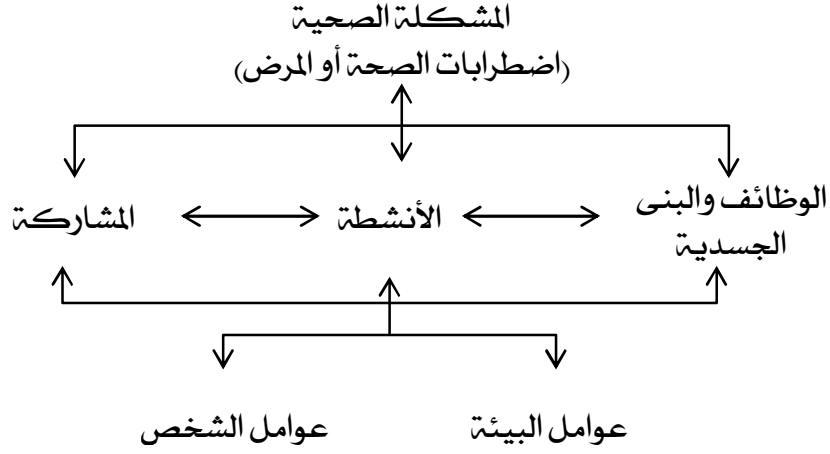 المشكلة الصحية
(اضطرابات الصحة أو المرض)
الوظائف والبنى
الجسدية
الأنشطة
المشاركة
عوامل البيئة
عوامل الشخص